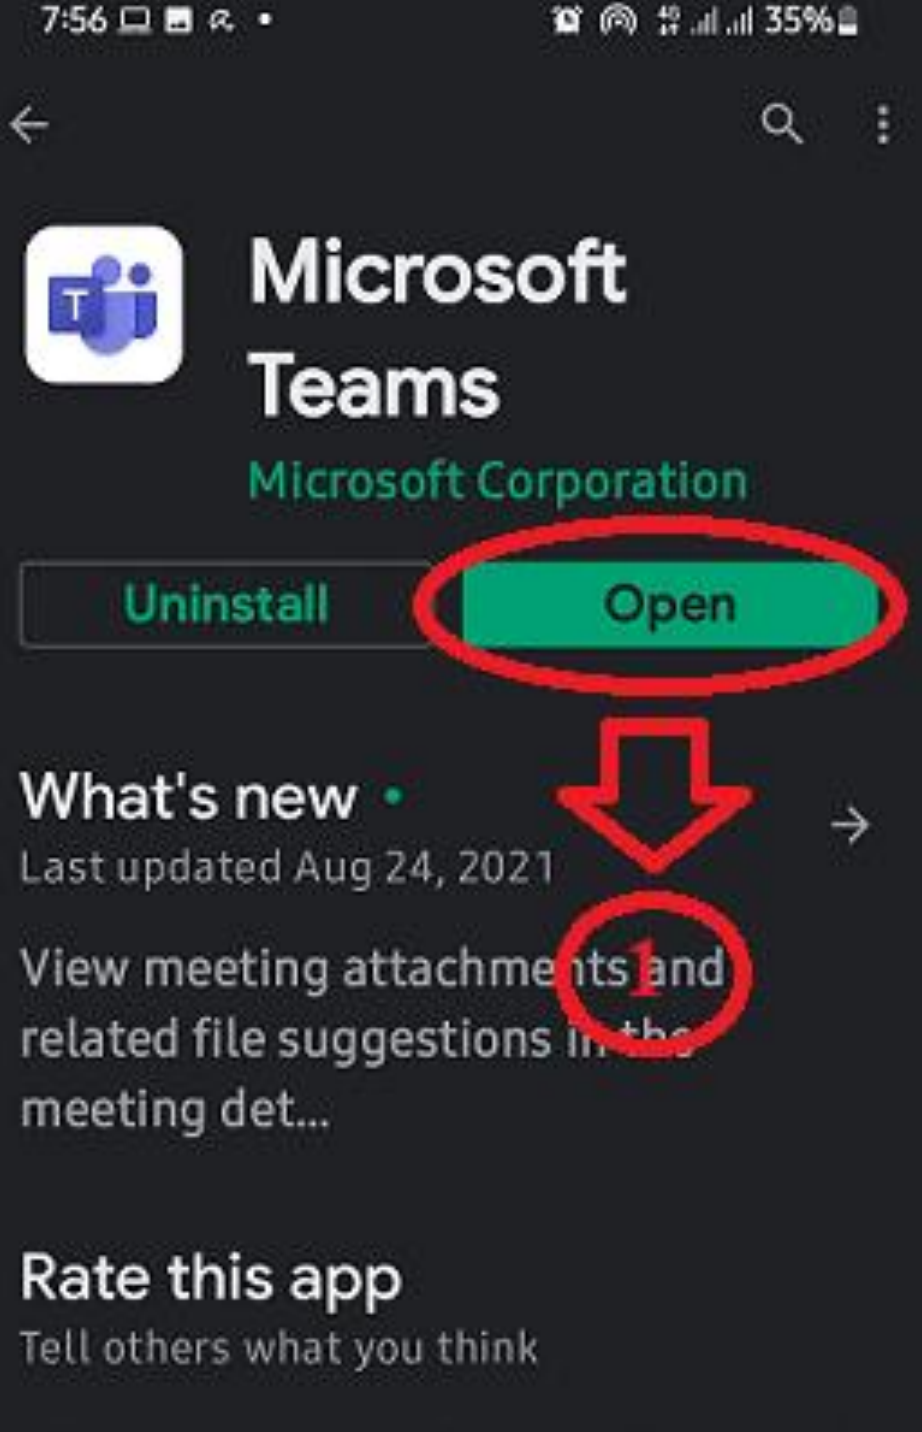 7:56 4G 35%
T
Microsoft
Teams
Microsoft Corporation
Uninstall Open
What's new
Last updated Aug 24, 2021
View meeting attachments and
related file suggestions in the
meeting det...
1
Rate this app
Tell others what you think